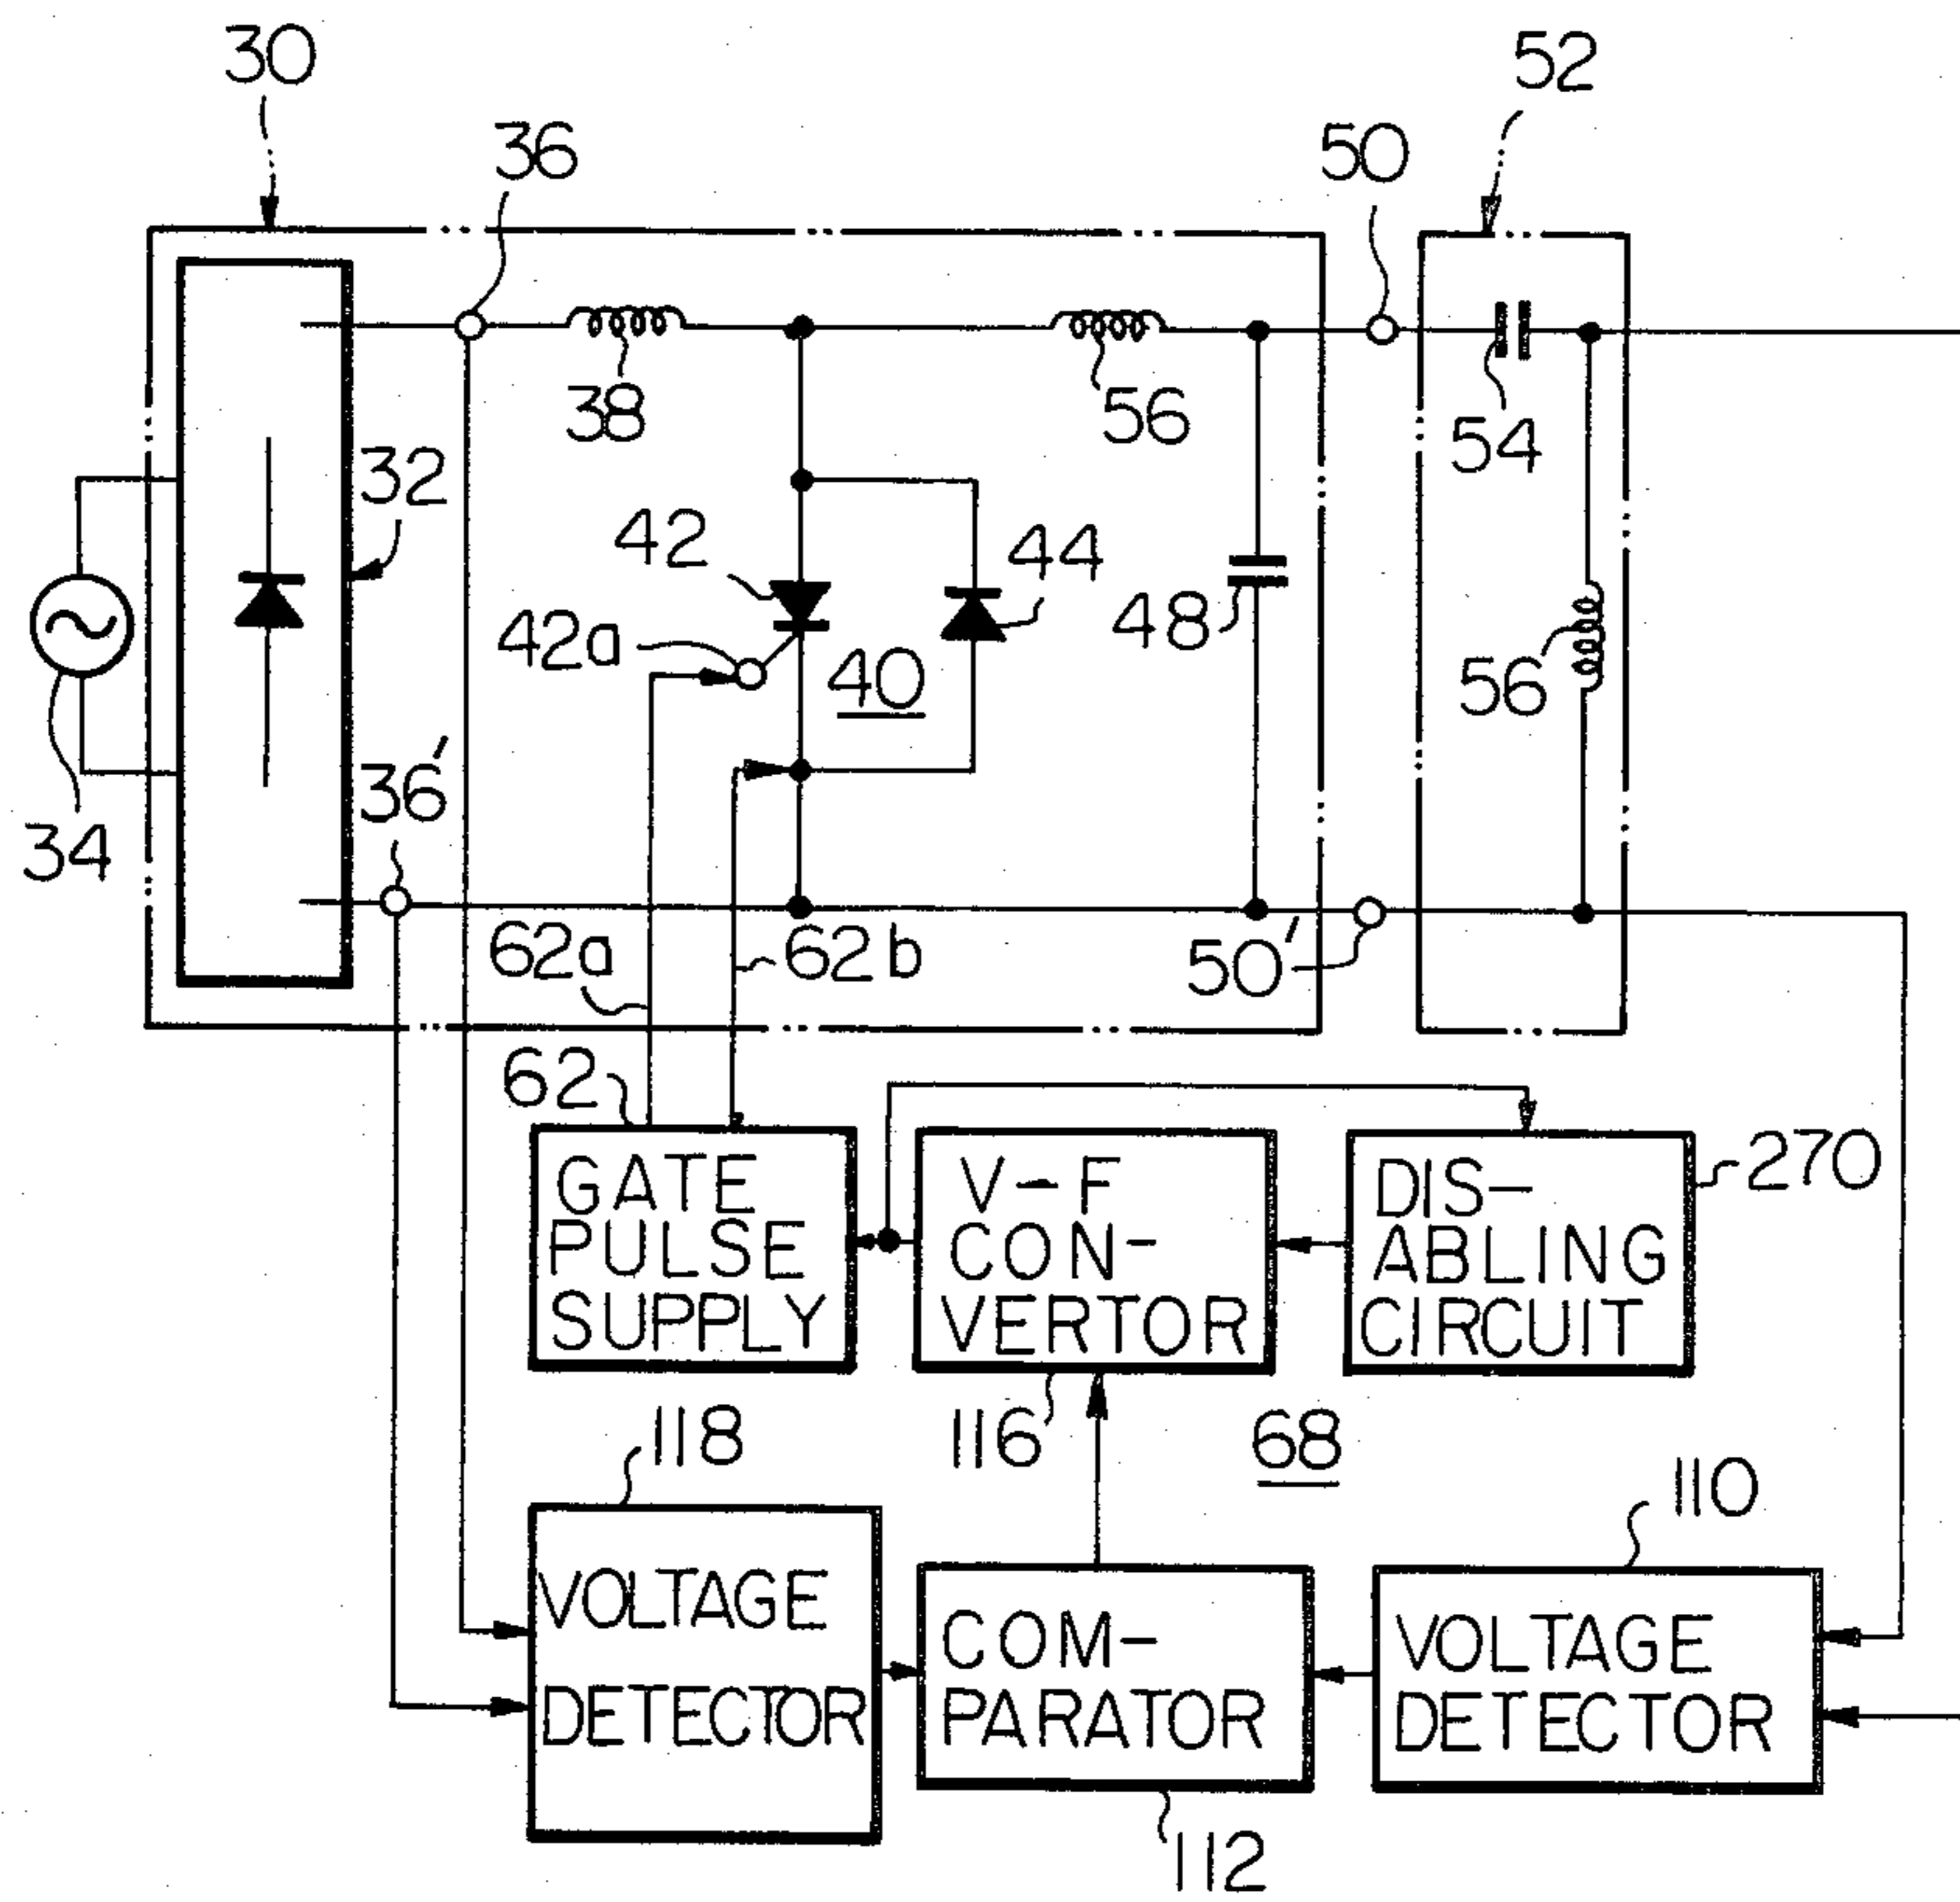 30
52
36
50
38
56
54
32
42
44
42a
48
40
56
36'
34
62a
62b
50'
62
GATE
PULSE
SUPPLY
V-F
CON-
VERTOR
DIS-
ABLING
CIRCUIT
270
118
116
68
110
VOLTAGE
DETECTOR
COM-
PARATOR
VOLTAGE
DETECTOR
112